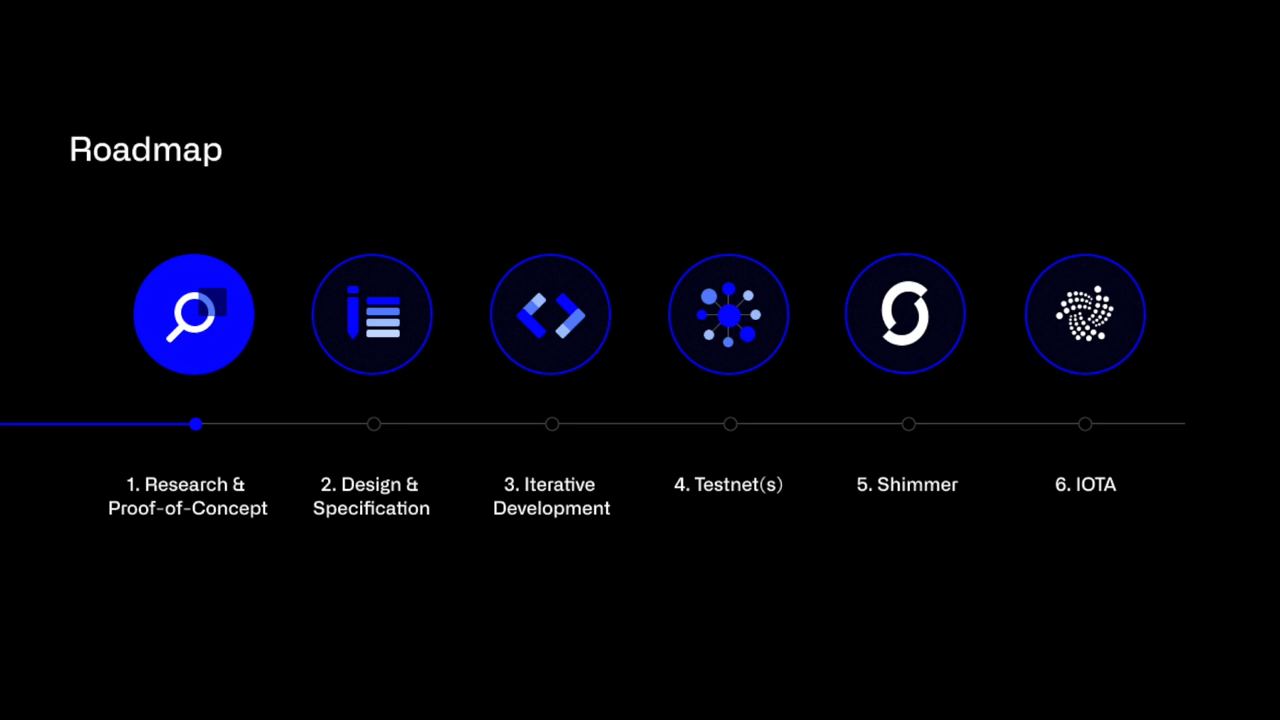 Roadmap
1. Research &
Proof-of-Concept
2. Design &
Specification
3. Iterative
Development
4. Testnet(s)
5. Shimmer
6. IOTA